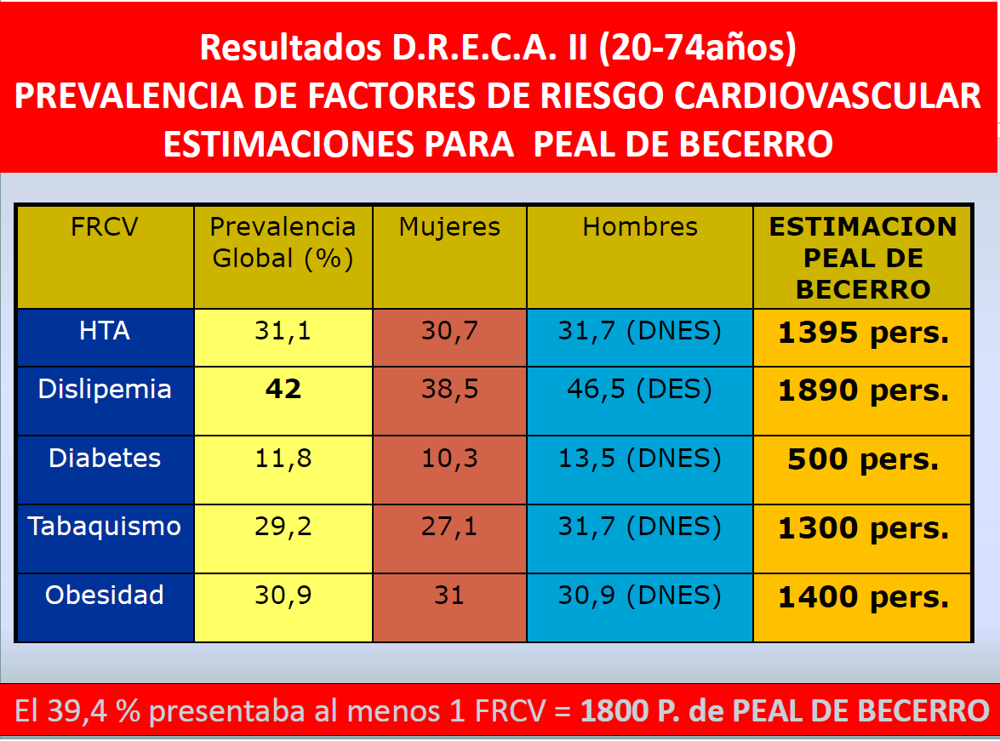 Resultados D.R.E.C.A. II (20-74años)
PREVALENCIA DE FACTORES DE RIESGO CARDIOVASCULAR
ESTIMACIONES PARA PEAL DE BECERRO
FRCV Prevalencia Global (%) Mujeres Hombres ESTIMACION PEAL DE BECERRO
HTA 31,1 30,7 31,7 (DNES) 1395 pers.
Dislipemia 42 38,5 46,5 (DES) 1890 pers.
Diabetes 11,8 10,3 13,5 (DNES) 500 pers.
Tabaquismo 29,2 27,1 31,7 (DNES) 1300 pers.
Obesidad 30,9 31 30,9 (DNES) 1400 pers.
El 39,4 % presentaba al menos 1 FRCV = 1800 P. de PEAL DE BECERRO